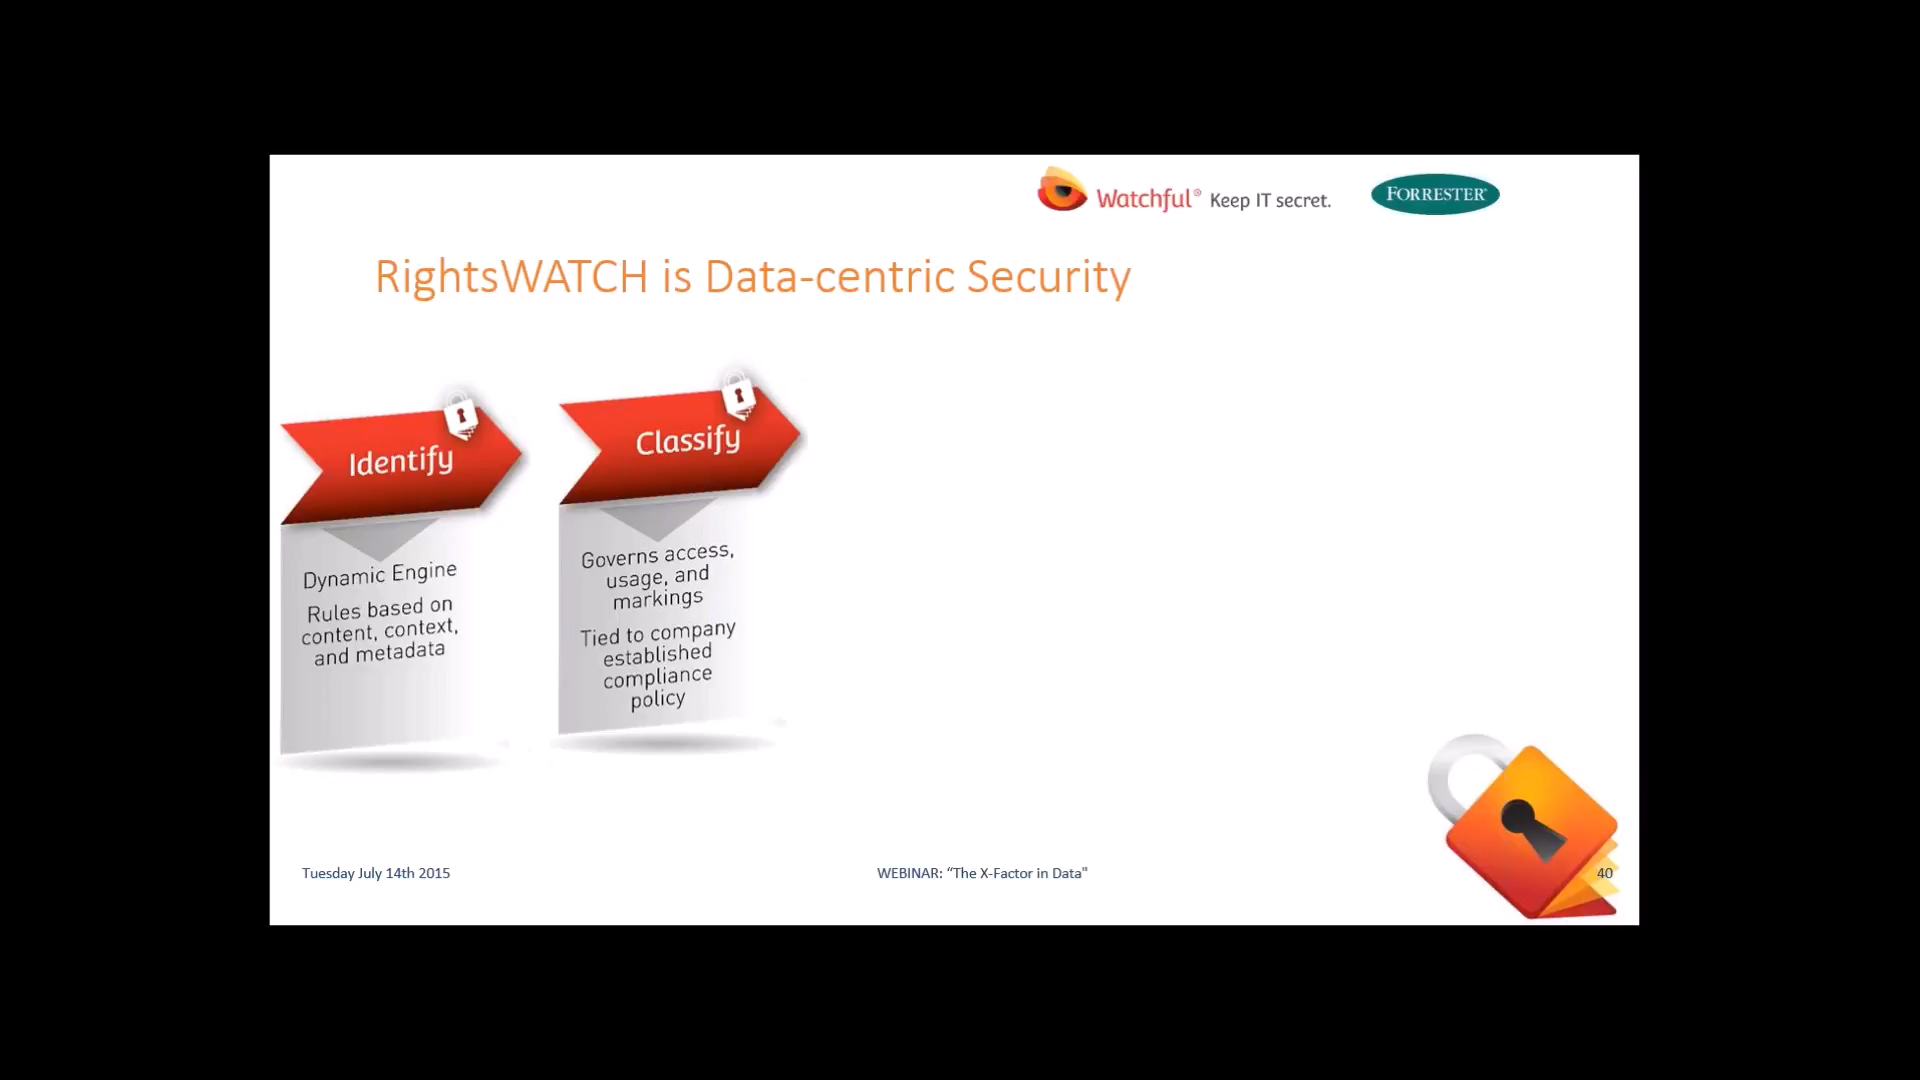 Watchful® Keep IT secret.
FORRESTER®
RightsWATCH is Data-centric Security
Identify
Dynamic Engine
Rules based on
content, context,
and metadata
Classify
Governs access,
usage, and
markings
Tied to company
established
compliance
policy
Tuesday July 14th 2015
WEBINAR: “The X-Factor in Data"
40